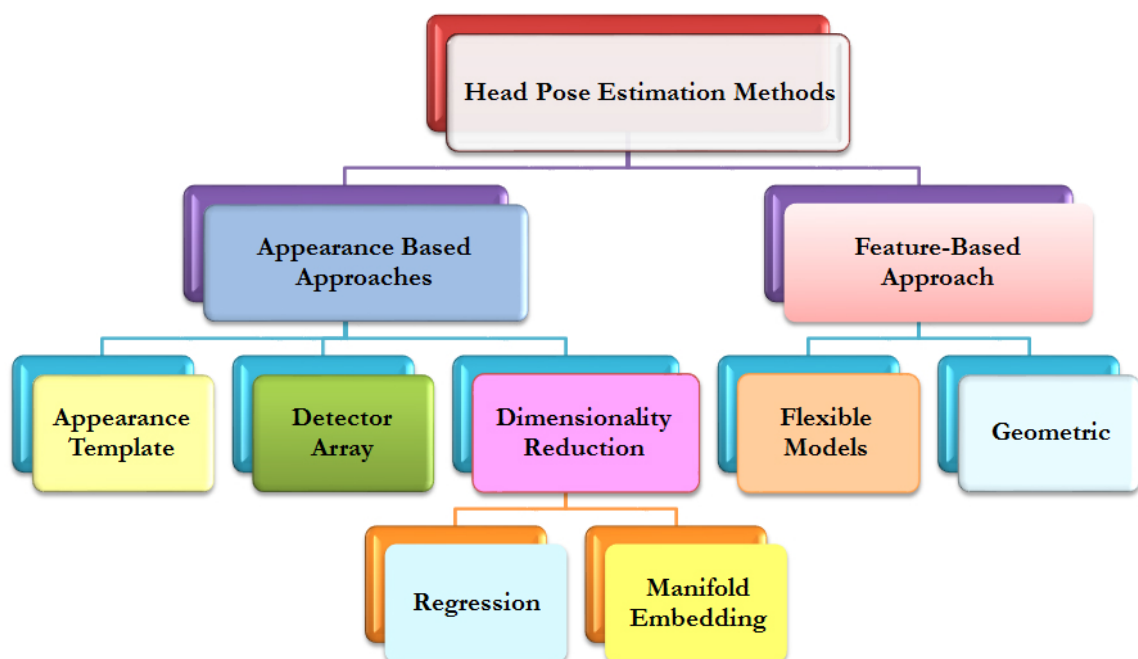 Head Pose Estimation Methods
Appearance Based
Approaches
Feature-Based
Approach
Appearance
Template
Detector
Array
Dimensionality
Reduction
Flexible
Models
Geometric
Regression
Manifold
Embedding